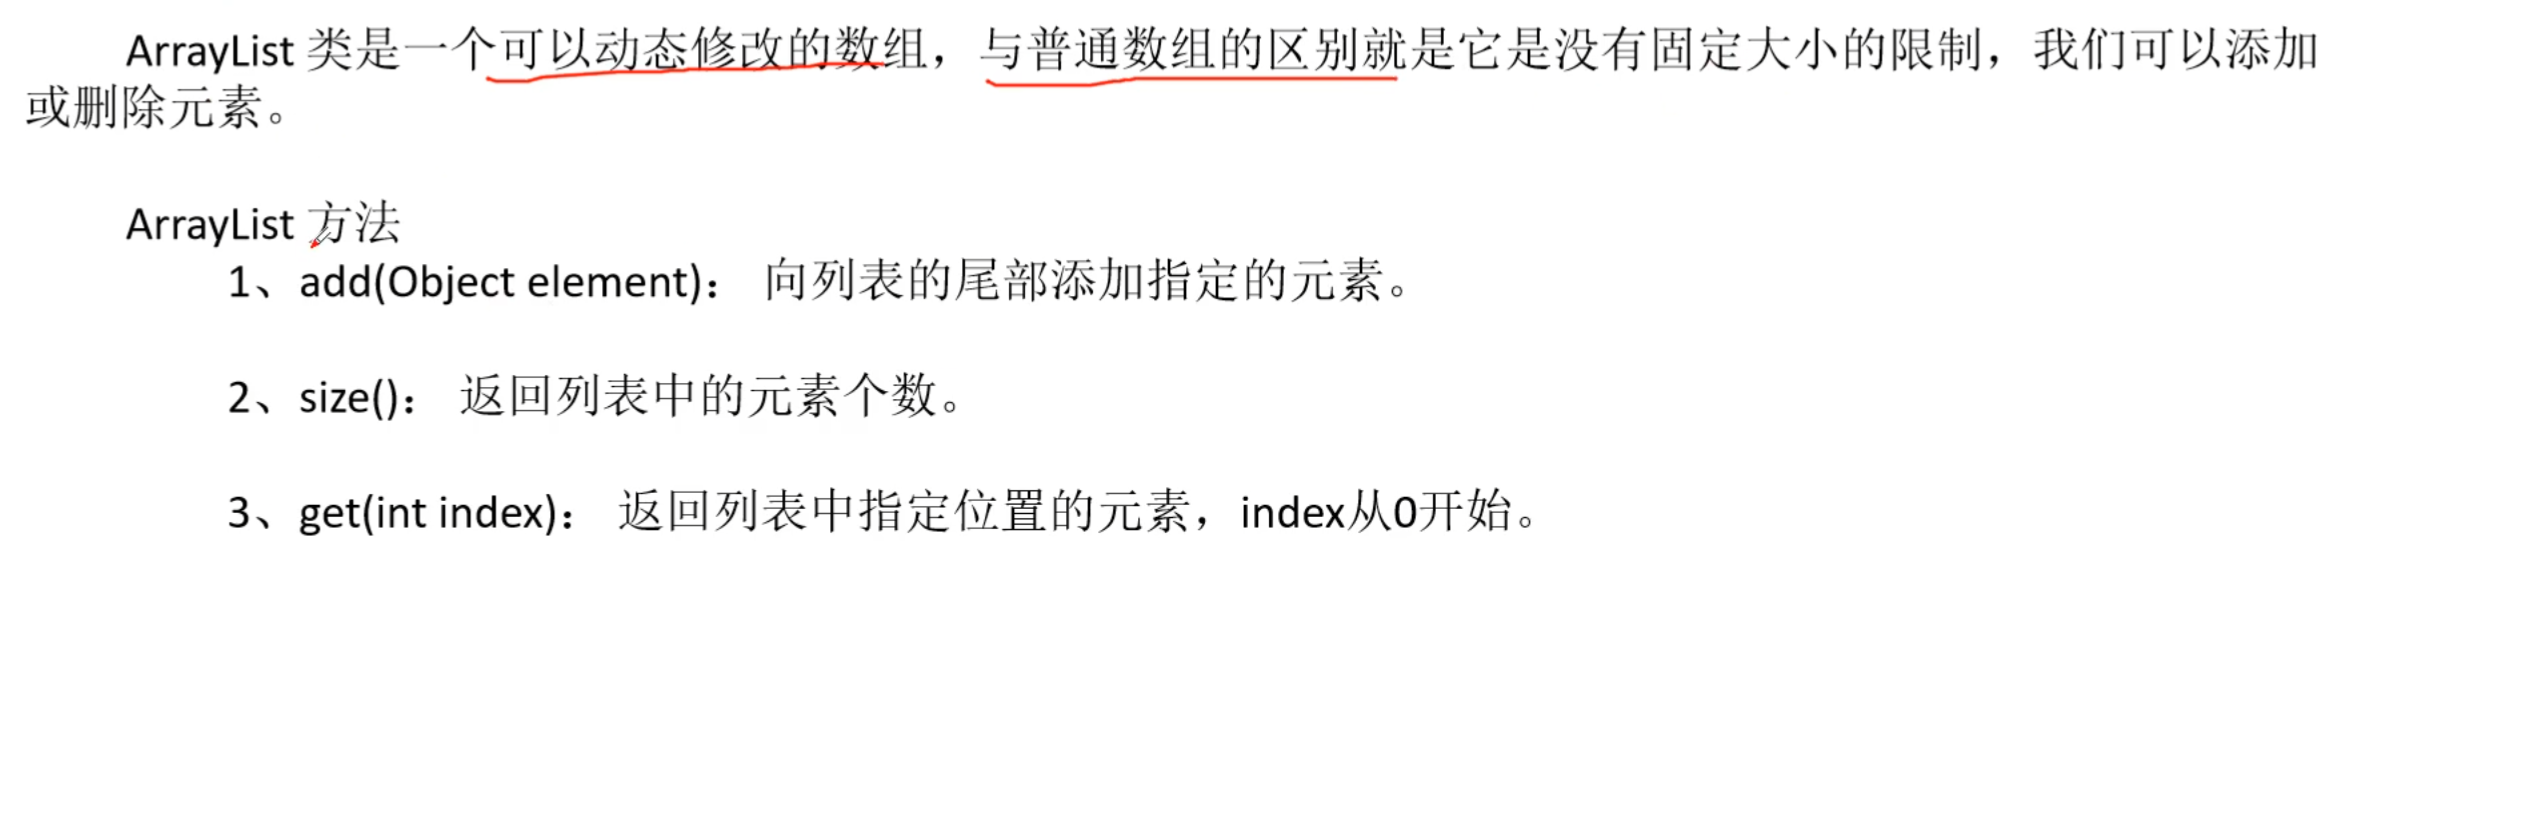 ArrayList 类是一个可以动态修改的数组，与普通数组的区别就是它是没有固定大小的限制，我们可以添加
或删除元素。
ArrayList 方法
1、add(Object element)： 向列表的尾部添加指定的元素。
2、size()： 返回列表中的元素个数。
3、get(int index)： 返回列表中指定位置的元素，index从0开始。